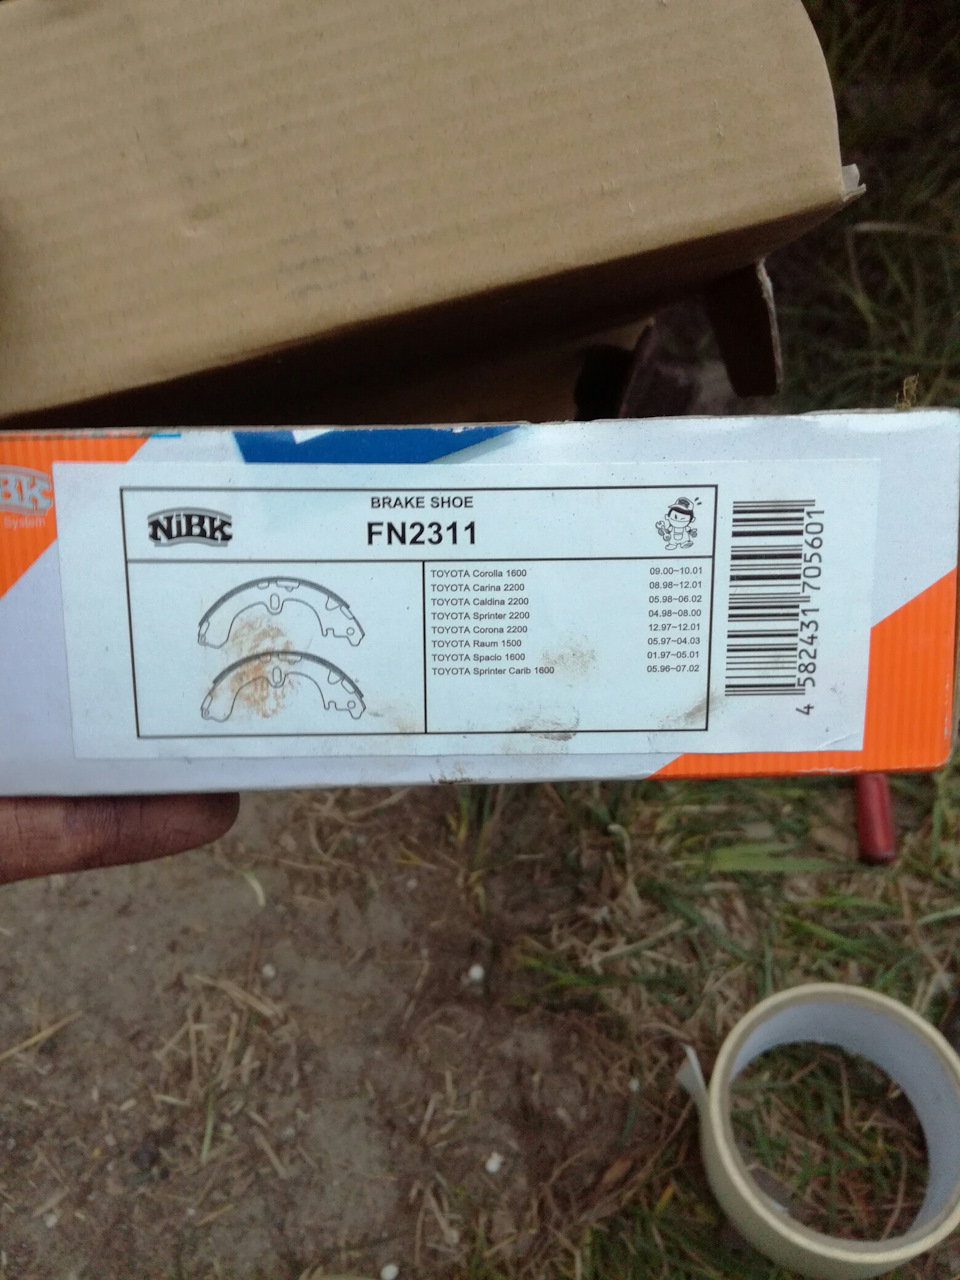 NiBK
System
NiBK
BRAKE SHOE
FN2311
TOYOTA Corolla 1600 09.00~10.01
TOYOTA Carina 2200 08.98~12.01
TOYOTA Caldina 2200 05.98~06.02
TOYOTA Sprinter 2200 04.98~08.00
TOYOTA Corona 2200 12.97~12.01
TOYOTA Raum 1500 05.97~04.03
TOYOTA Spacio 1600 01.97~05.01
TOYOTA Sprinter Carib 1600 05.96~07.02
4 582431 705601